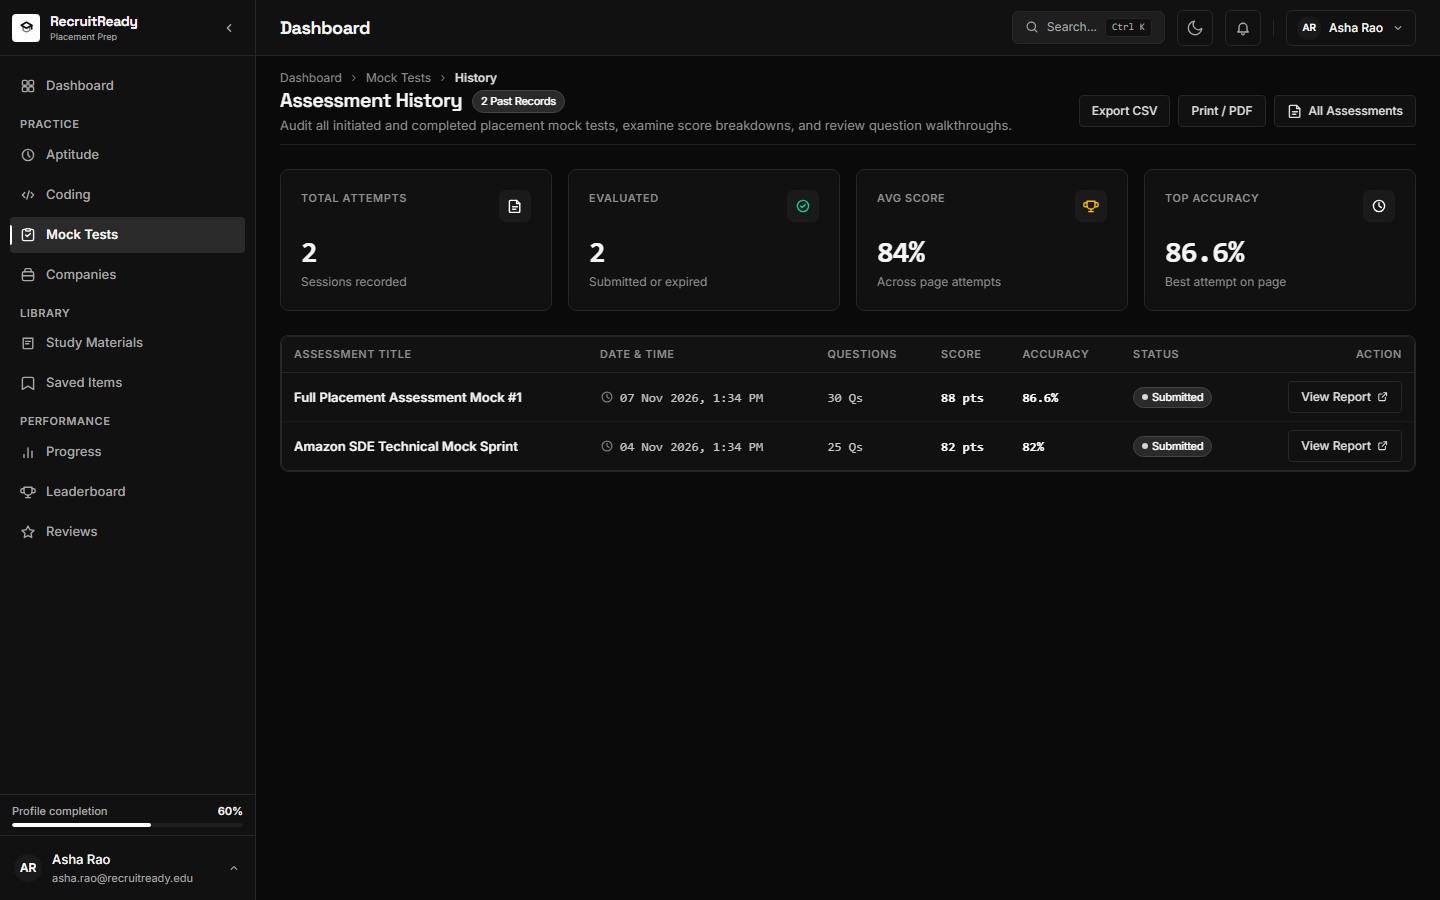 RecruitReady
Placement Prep
Dashboard
PRACTICE
Aptitude
Coding
Mock Tests
Companies
LIBRARY
Study Materials
Saved Items
PERFORMANCE
Progress
Leaderboard
Reviews
Profile completion 60%
AR Asha Rao
asha.rao@recruitready.edu
Dashboard
Search... Ctrl K
AR Asha Rao
Dashboard › Mock Tests › History
Assessment History 2 Past Records
Audit all initiated and completed placement mock tests, examine score breakdowns, and review question walkthroughs.
Export CSV Print / PDF All Assessments
TOTAL ATTEMPTS
2
Sessions recorded
EVALUATED
2
Submitted or expired
AVG SCORE
84%
Across page attempts
TOP ACCURACY
86.6%
Best attempt on page
ASSESSMENT TITLE DATE & TIME QUESTIONS SCORE ACCURACY STATUS ACTION
Full Placement Assessment Mock #1 07 Nov 2026, 1:34 PM 30 Qs 88 pts 86.6% Submitted View Report
Amazon SDE Technical Mock Sprint 04 Nov 2026, 1:34 PM 25 Qs 82 pts 82% Submitted View Report